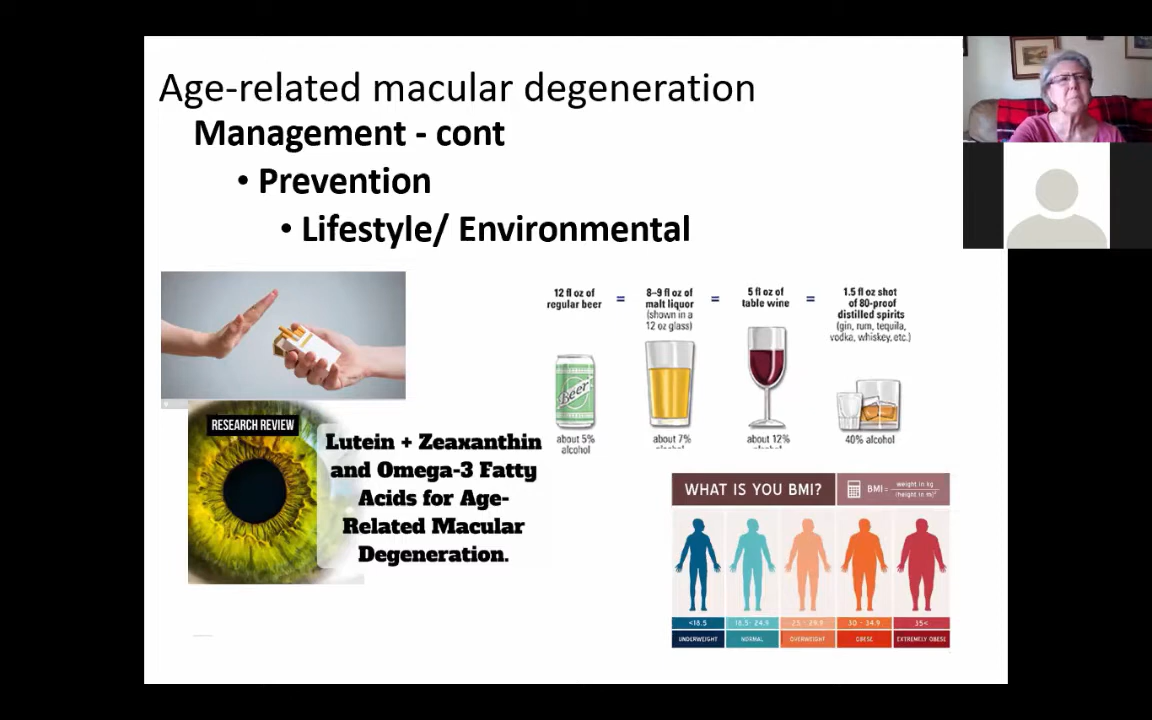 Age-related macular degeneration
Management - cont
• Prevention
• Lifestyle/ Environmental
12 fl oz of
regular beer
=
8–9 fl oz of
malt liquor
(shown in a
12 oz glass)
=
5 fl oz of
table wine
=
1.5 fl oz shot
of 80-proof
distilled spirits
(gin, rum, tequila,
vodka, whiskey, etc.)
Beer
about 5%
alcohol
about 7%
alcohol
about 12%
alcohol
40% alcohol
RESEARCH REVIEW
Lutein + Zeaxanthin
and Omega-3 Fatty
Acids for Age-
Related Macular
Degeneration.
WHAT IS YOU BMI?
BMI= weight in kg
(height in m)²
<18.5
18.5- 24.9
25 - 29.9
30 - 34.9
35<
UNDERWEIGHT
NORMAL
OVERWEIGHT
OBESE
EXTREMELY OBESE